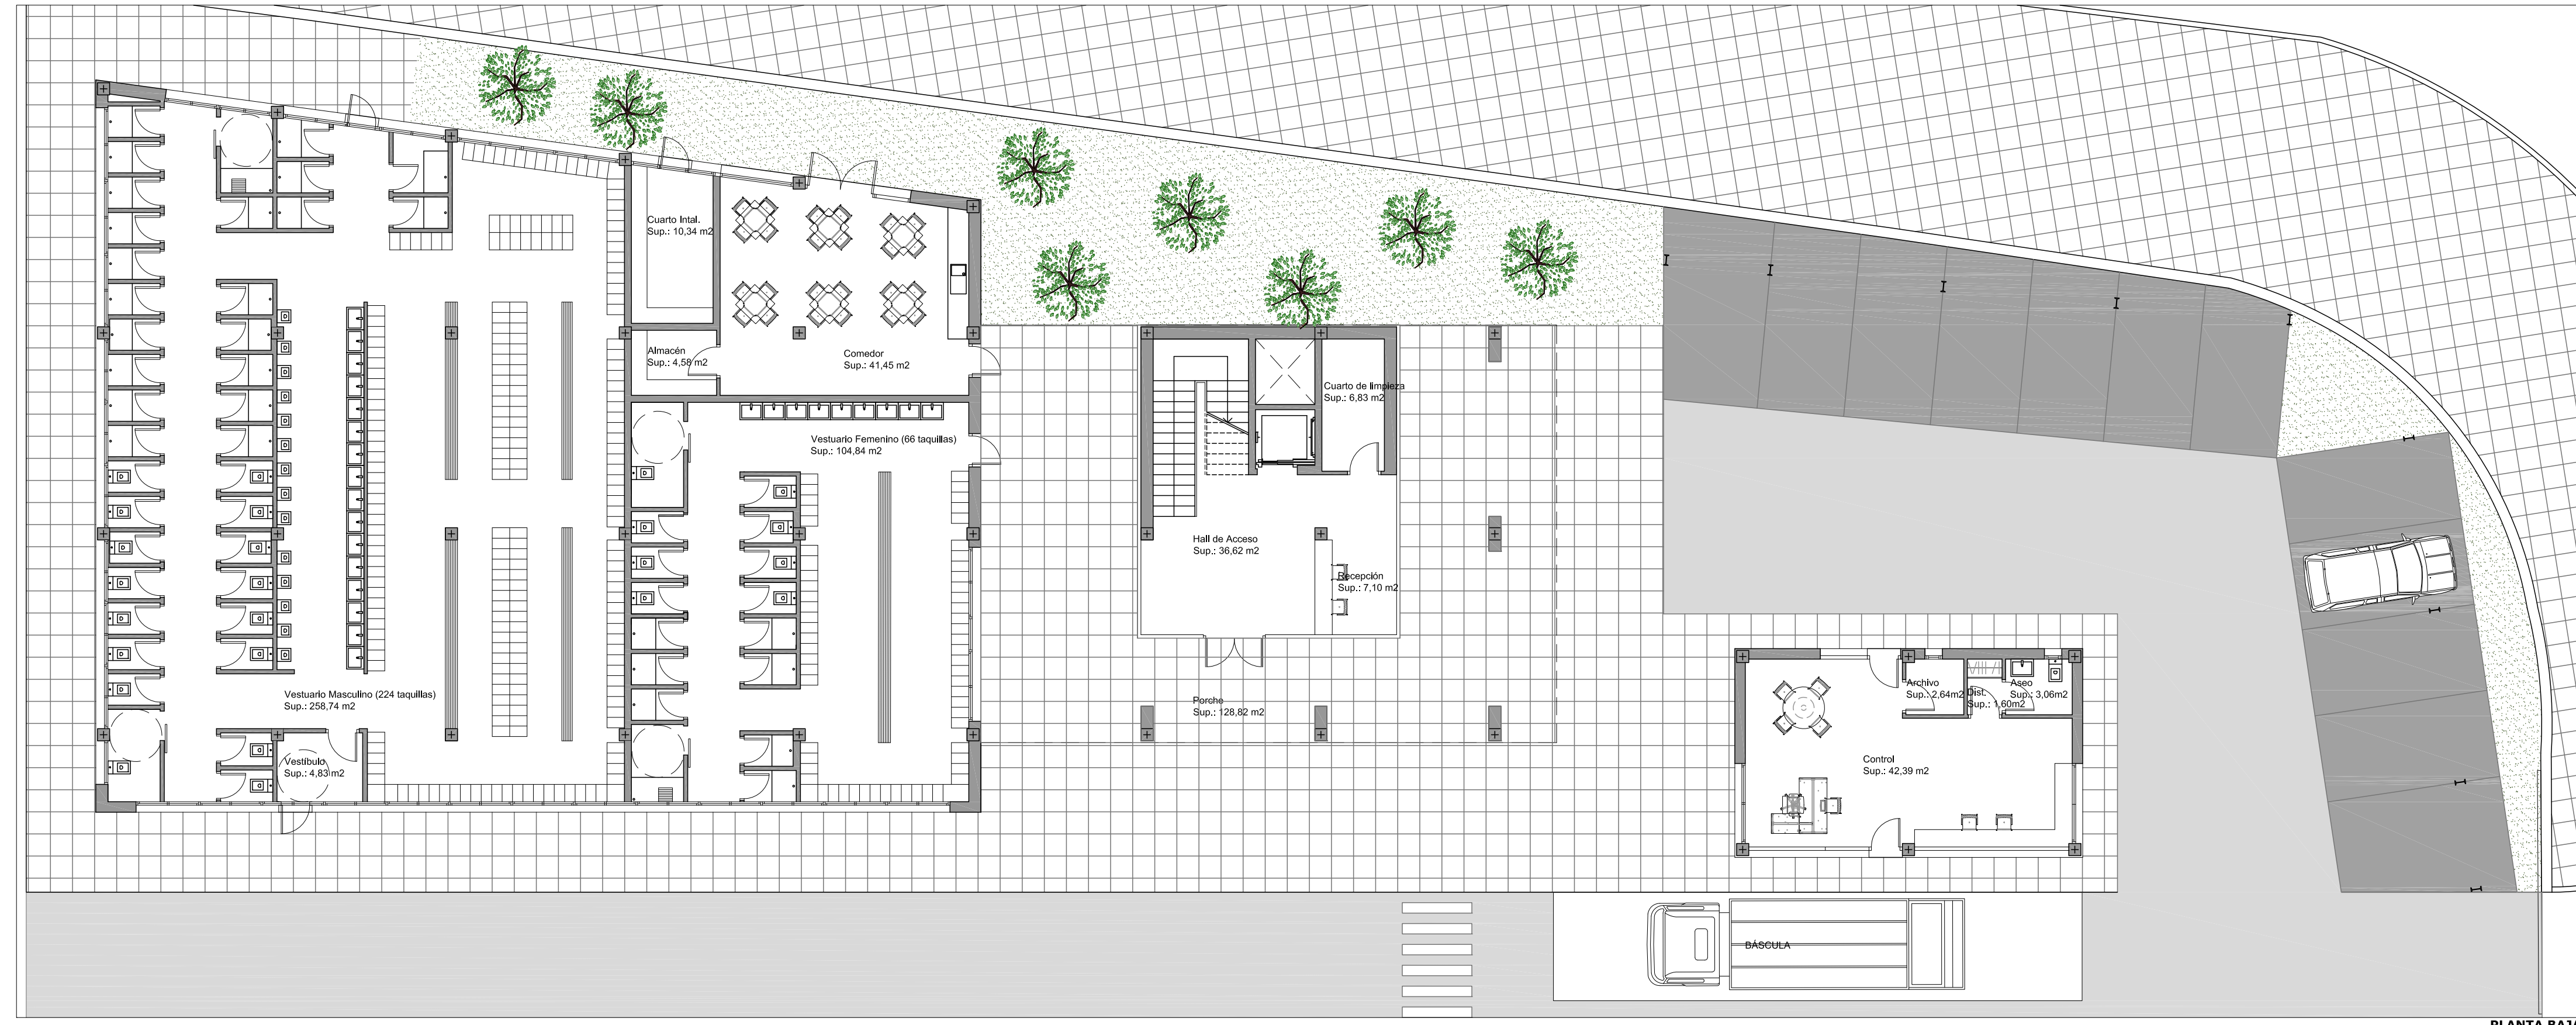 Cuarto Intal.
Sup.: 10,34 m2
Almacén
Sup.: 4,58 m2
Comedor
Sup.: 41,45 m2
Cuarto de limpieza
Sup.: 6,83 m2
Vestuario Femenino (66 taquillas)
Sup.: 104,84 m2
Hall de Acceso
Sup.: 36,62 m2
Recepción
Sup.: 7,10 m2
Vestuario Masculino (224 taquillas)
Sup.: 258,74 m2
Porche
Sup.: 128,82 m2
Archivo
Sup.: 2,64m2
Dist.
Sup.: 1,60m2
Aseo
Sup.: 3,06m2
Vestíbulo
Sup.: 4,83 m2
Control
Sup.: 42,39 m2
BÁSCULA
PLANTA BAJA